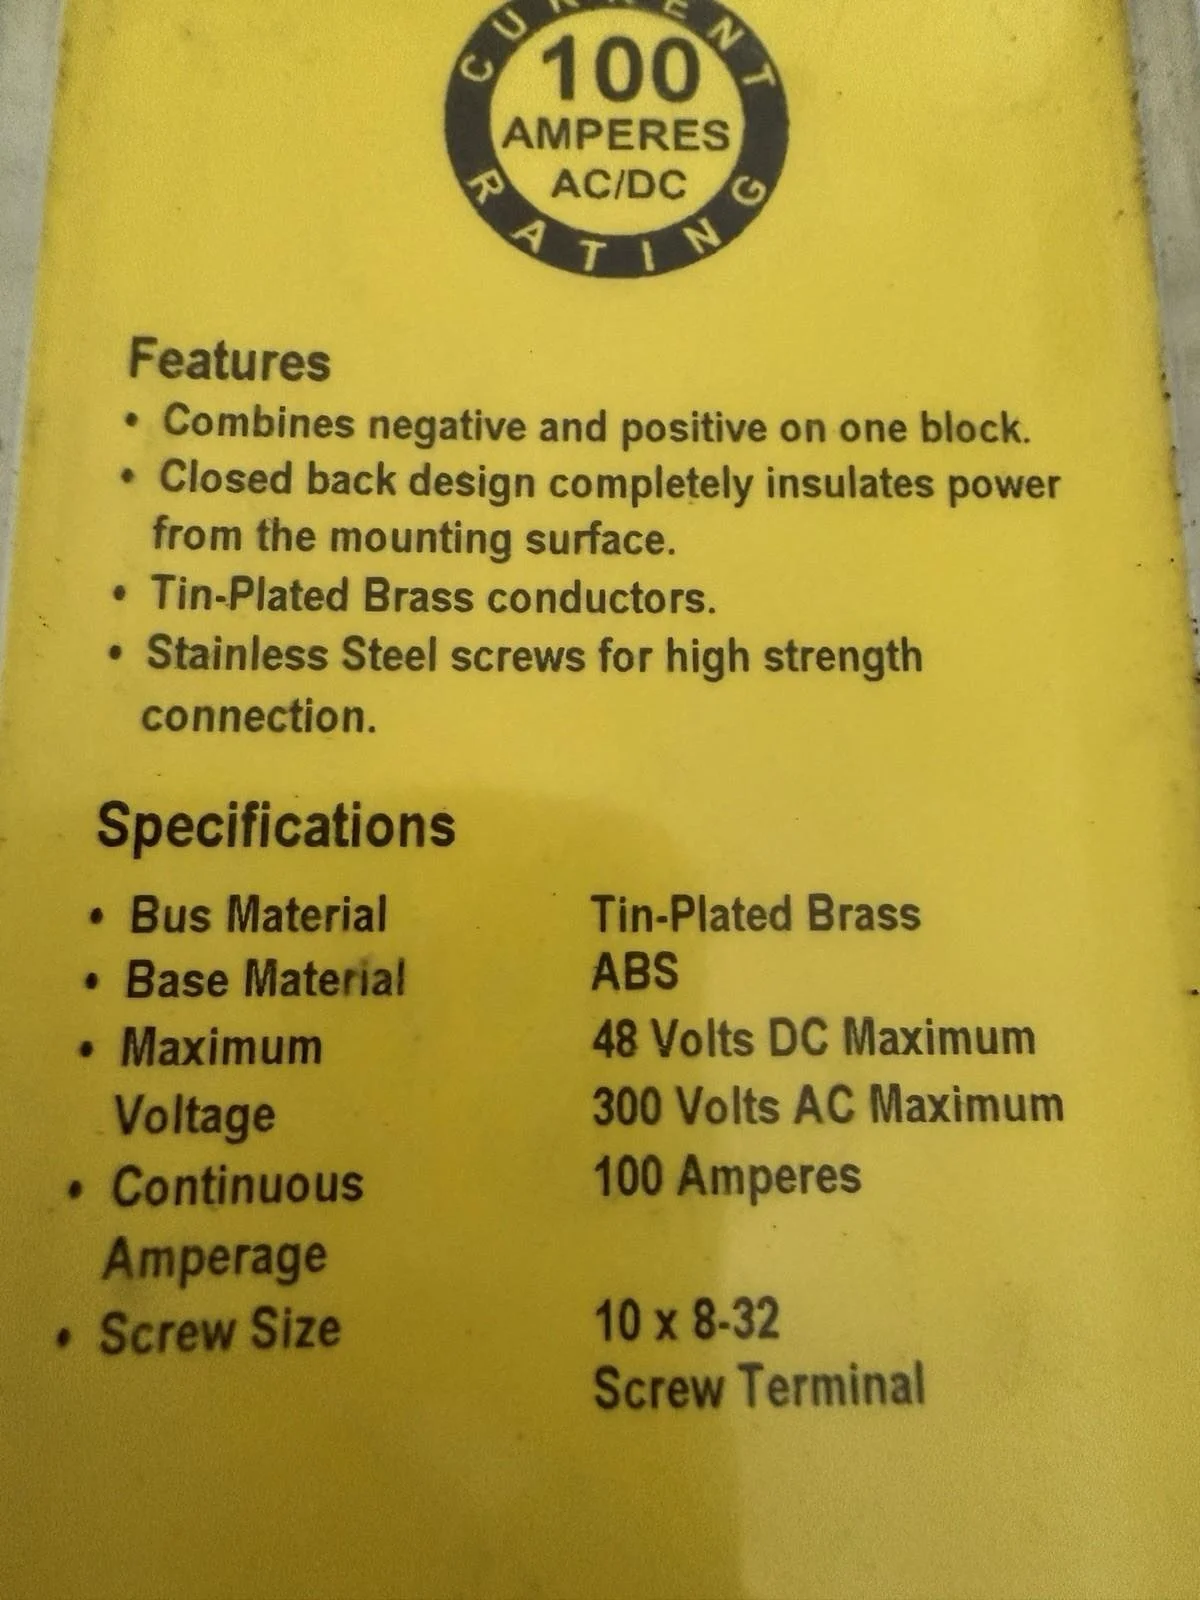 CURRENT
100
AMPERES
AC/DC
RATING
Features
• Combines negative and positive on one block.
• Closed back design completely insulates power
from the mounting surface.
• Tin-Plated Brass conductors.
• Stainless Steel screws for high strength
connection.
Specifications
• Bus Material Tin-Plated Brass
• Base Material ABS
• Maximum 48 Volts DC Maximum
Voltage 300 Volts AC Maximum
• Continuous 100 Amperes
Amperage
• Screw Size 10 x 8-32
Screw Terminal